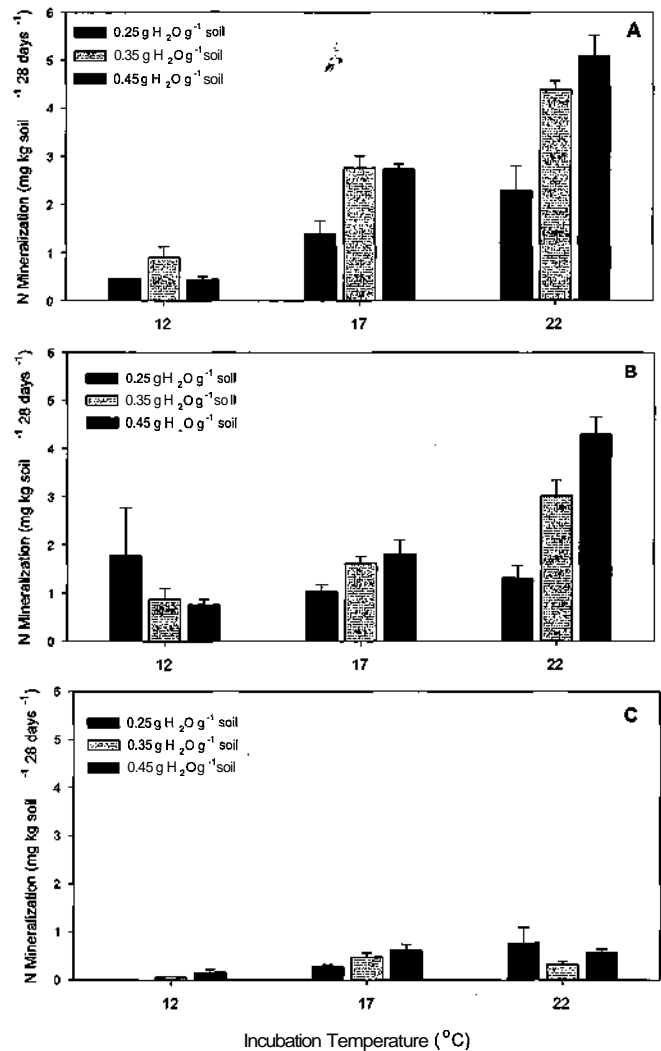 N Mineralization (mg kg soil ⁻¹ 28 days ⁻¹)
6
5
4
3
2
1
0
0.25 g H ₂O g⁻¹ soil
0.35 g H ₂O g⁻¹ soil
0.45 g H ₂O g⁻¹ soil
A
12
17
22
N Mineralization (mg kg soil ⁻¹ 28 days ⁻¹)
6
5
4
3
2
1
0
0.25 g H ₂O g⁻¹ soil
0.35 g H ₂O g⁻¹ soil
0.45 g H O g⁻¹ soil
B
12
17
22
N Mineralization (mg kg soil ⁻¹ 28 days ⁻¹)
6
5
4
3
2
1
0
0.25 g H ₂O g⁻¹ soil
0.35 g H ₂O g⁻¹ soil
0.45 g H ₂O g⁻¹ soil
C
12
17
22
Incubation Temperature (°C)